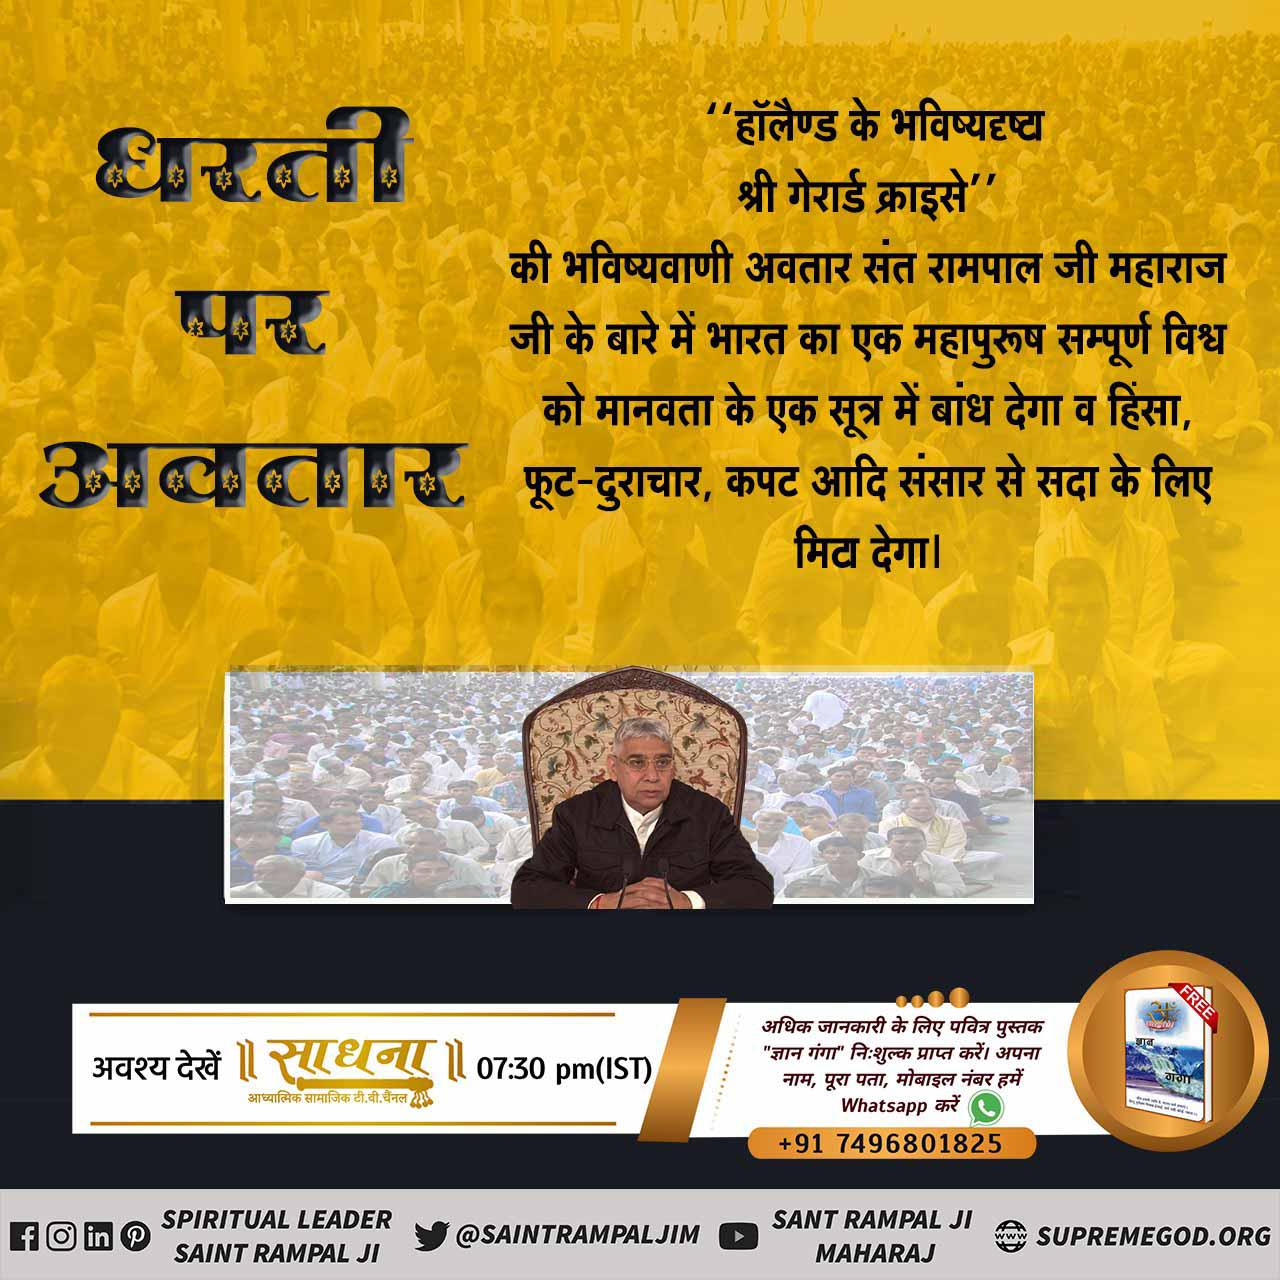 धरती
पर
अवतार
‘‘हॉलैण्ड के भविष्यदृष्टा
श्री गेरार्ड क्राइसे’’
की भविष्यवाणी अवतार संत रामपाल जी महाराज
जी के बारे में भारत का एक महापुरूष सम्पूर्ण विश्व
को मानवता के एक सूत्र में बांध देगा व हिंसा,
फूट-दुराचार, कपट आदि संसार से सदा के लिए
मिटा देगा।
अवश्य देखें
॥ साधना ॥
आध्यात्मिक सामाजिक टी.वी.चैंनल
07:30 pm(IST)
अधिक जानकारी के लिए पवित्र पुस्तक
"ज्ञान गंगा" निःशुल्क प्राप्त करें। अपना
नाम, पूरा पता, मोबाइल नंबर हमें
Whatsapp करें
+91 7496801825
FREE
ज्ञान
गंगा
SPIRITUAL LEADER
SAINT RAMPAL JI
@SAINTRAMPALJIM
SANT RAMPAL JI
MAHARAJ
SUPREMEGOD.ORG